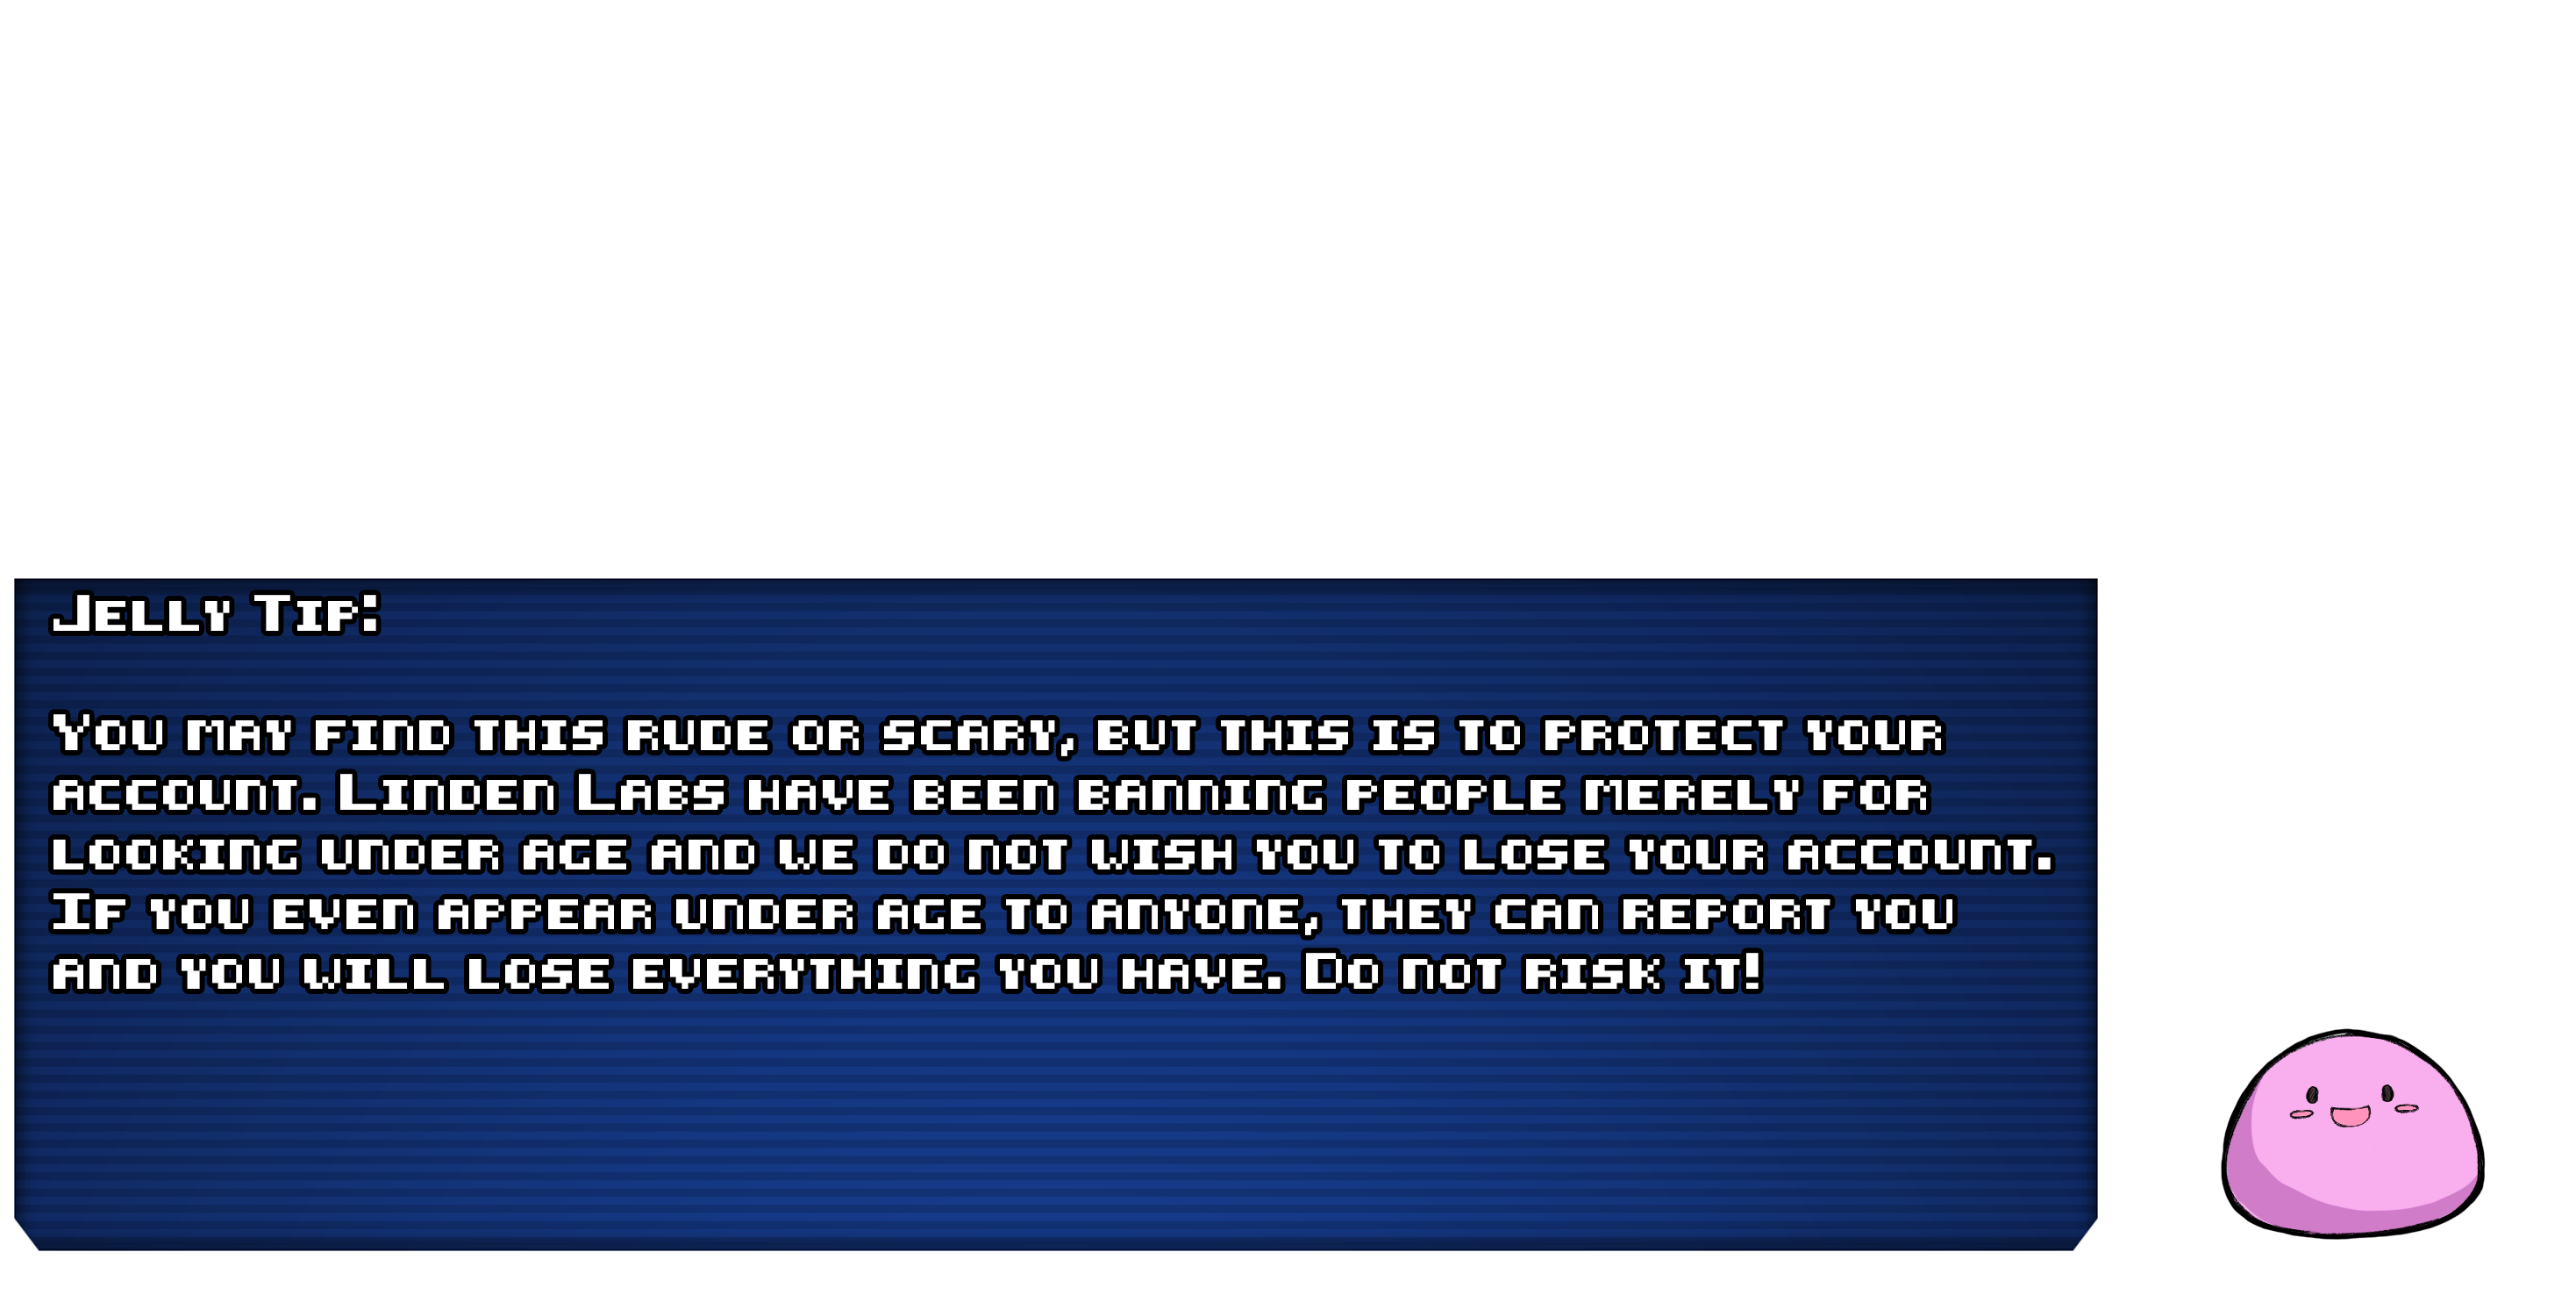 Jelly Tip:
You may find this rude or scary, but this is to protect your
account. Linden Labs have been banning people merely for
looking under age and we do not wish you to lose your account.
If you even appear under age to anyone, they can report you
and you will lose everything you have. Do not risk it!